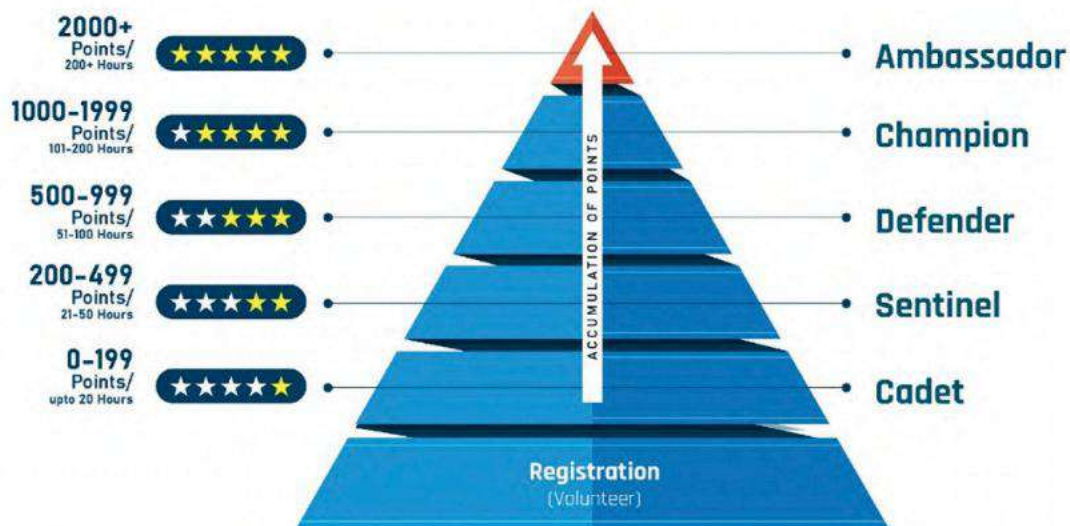 2000+
Points/
200+ Hours
Ambassador
1000-1999
Points/
101-200 Hours
Champion
500-999
Points/
51-100 Hours
Defender
200-499
Points/
21-50 Hours
Sentinel
0-199
Points/
upto 20 Hours
Cadet
ACCUMULATION OF POINTS
Registration
(Volunteer)